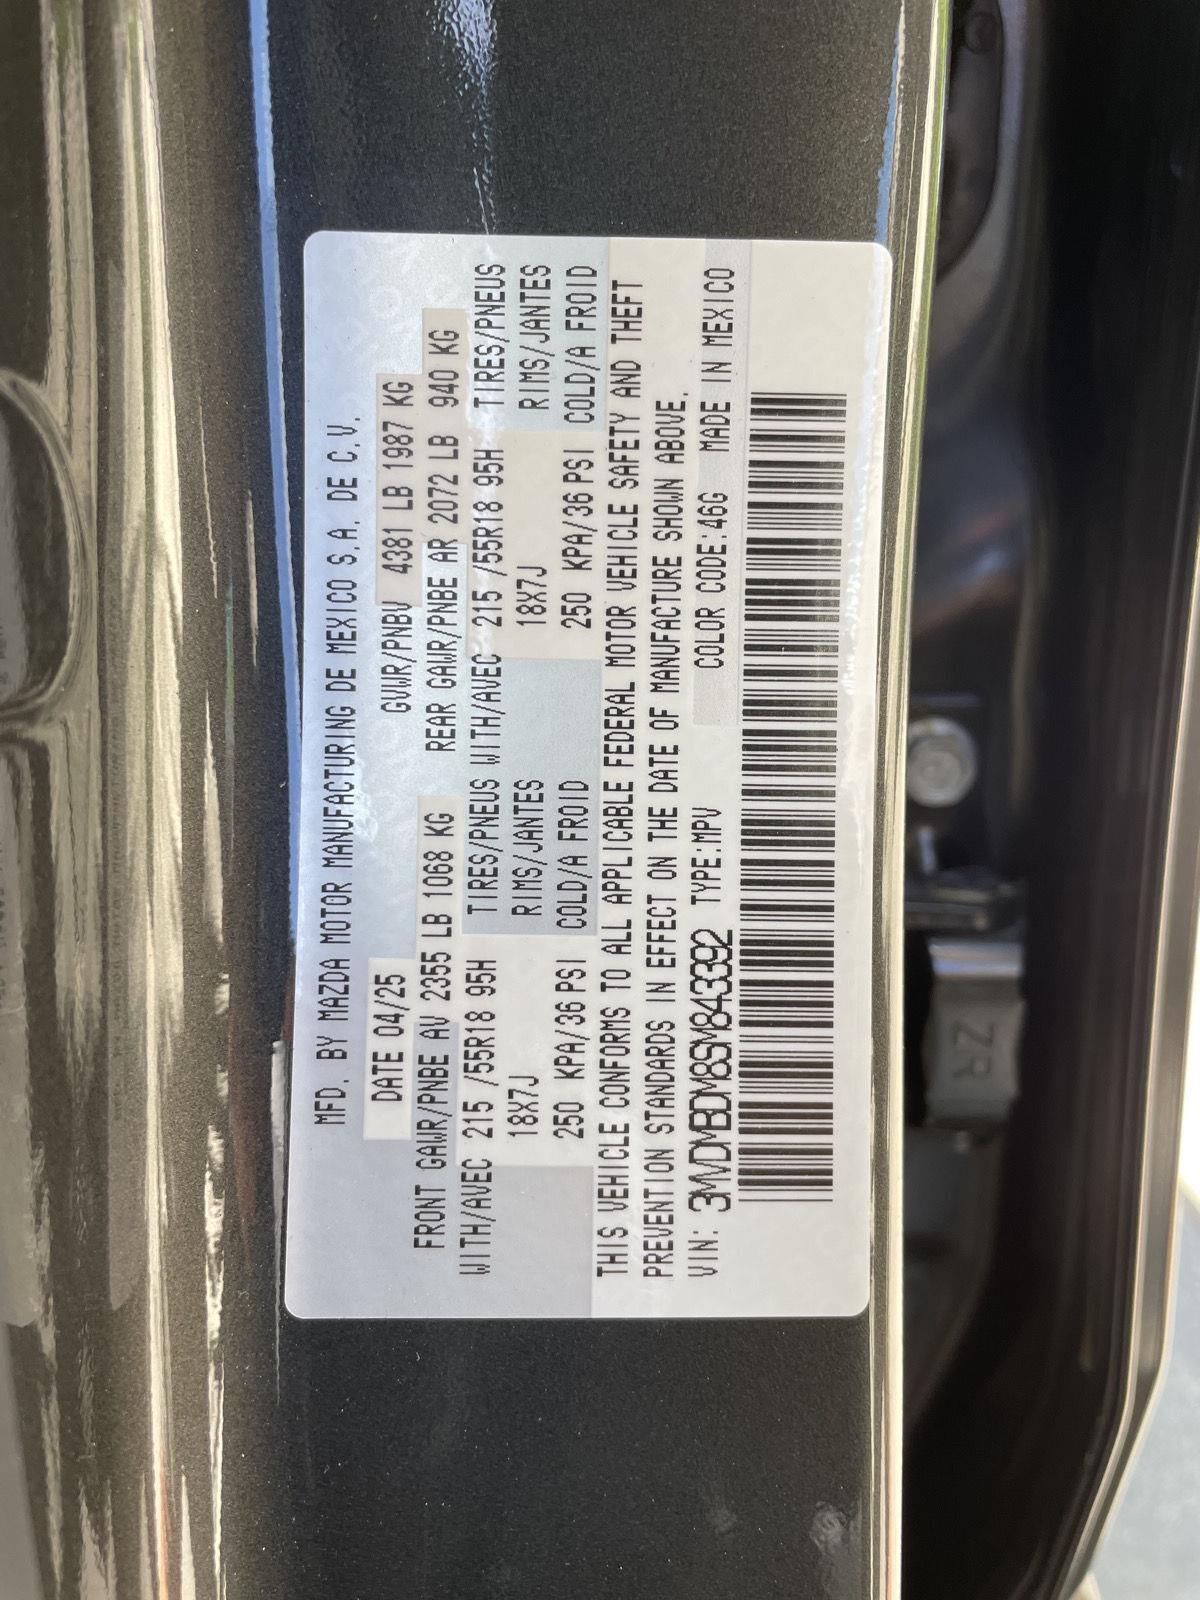 MFD. BY MAZDA MOTOR MANUFACTURING DE MEXICO S.A. DE C.V.
DATE 04/25 GVWR/PNBV 4381 LB 1987 KG
FRONT GAWR/PNBE AV 2355 LB 1068 KG REAR GAWR/PNBE AR 2072 LB 940 KG
WITH/AVEC 215 /55R18 95H TIRES/PNEUS WITH/AVEC 215 /55R18 95H TIRES/PNEUS
18X7J RIMS/JANTES 18X7J RIMS/JANTES
250 KPA/36 PSI COLD/A FROID 250 KPA/36 PSI COLD/A FROID
THIS VEHICLE CONFORMS TO ALL APPLICABLE FEDERAL MOTOR VEHICLE SAFETY AND THEFT
PREVENTION STANDARDS IN EFFECT ON THE DATE OF MANUFACTURE SHOWN ABOVE.
VIN: 3MVDMBDM8SM843392 TYPE:MPV COLOR CODE:46G MADE IN MEXICO
ZR